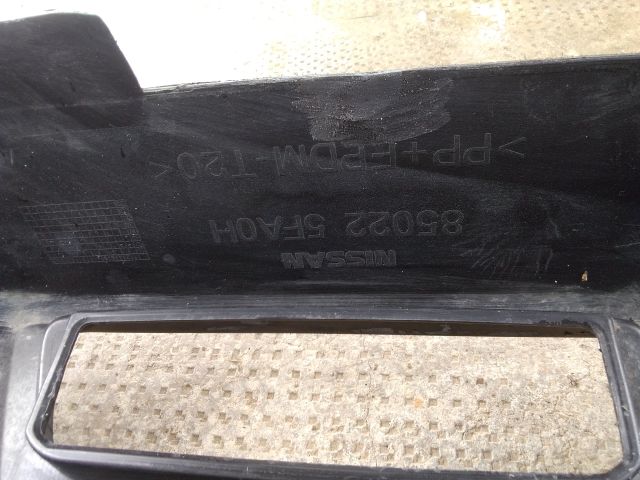 NISSAN
85022 5FA0H
>PP+EPDM-T20<